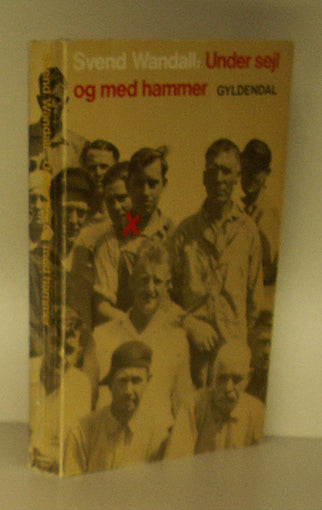 Svend Wandall: Under sejl
og med hammer GYLDENDAL